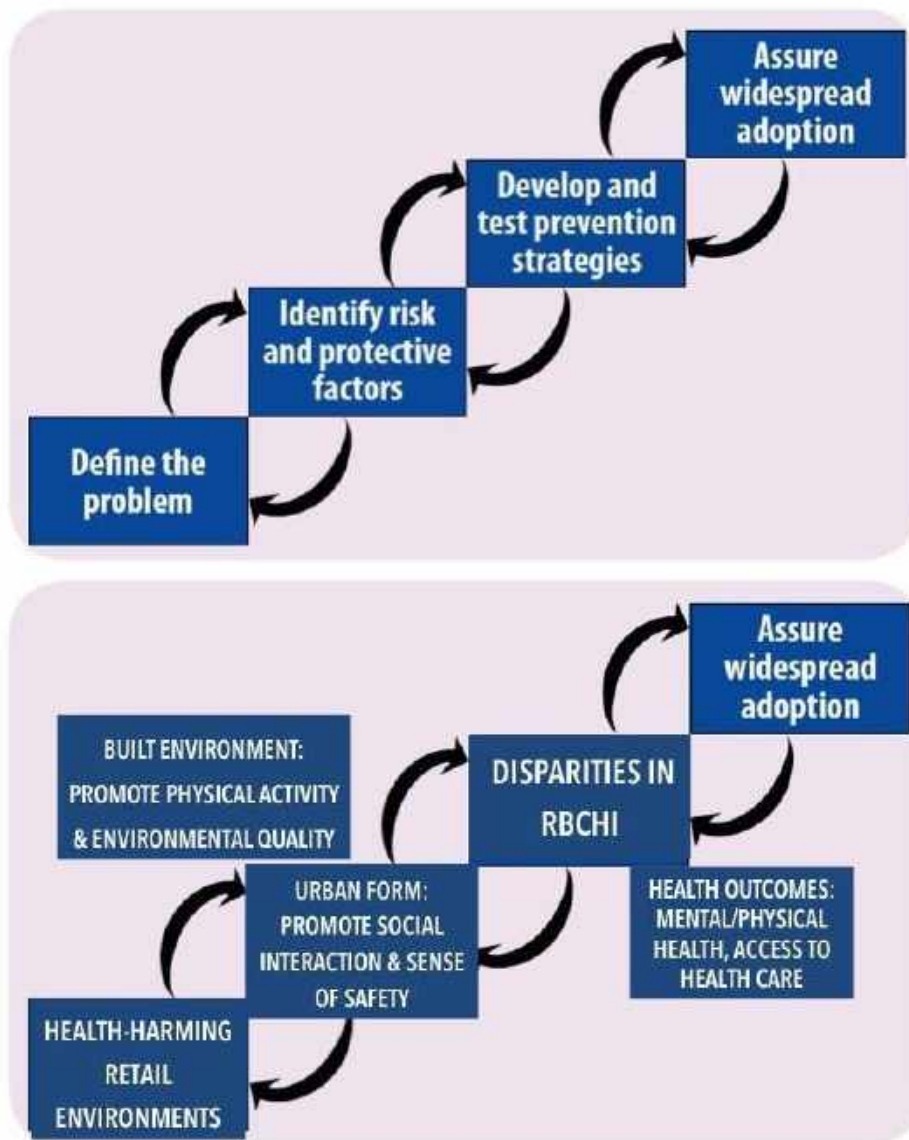 Assure
widespread
adoption
Develop and
test prevention
strategies
Identify risk
and protective
factors
Define the
problem
Assure
widespread
adoption
BUILT ENVIRONMENT:
PROMOTE PHYSICAL ACTIVITY
& ENVIRONMENTAL QUALITY
DISPARITIES IN
RBCHI
URBAN FORM:
PROMOTE SOCIAL
INTERACTION & SENSE
OF SAFETY
HEALTH OUTCOMES:
MENTAL/PHYSICAL
HEALTH, ACCESS TO
HEALTH CARE
HEALTH-HARMING
RETAIL
ENVIRONMENTS